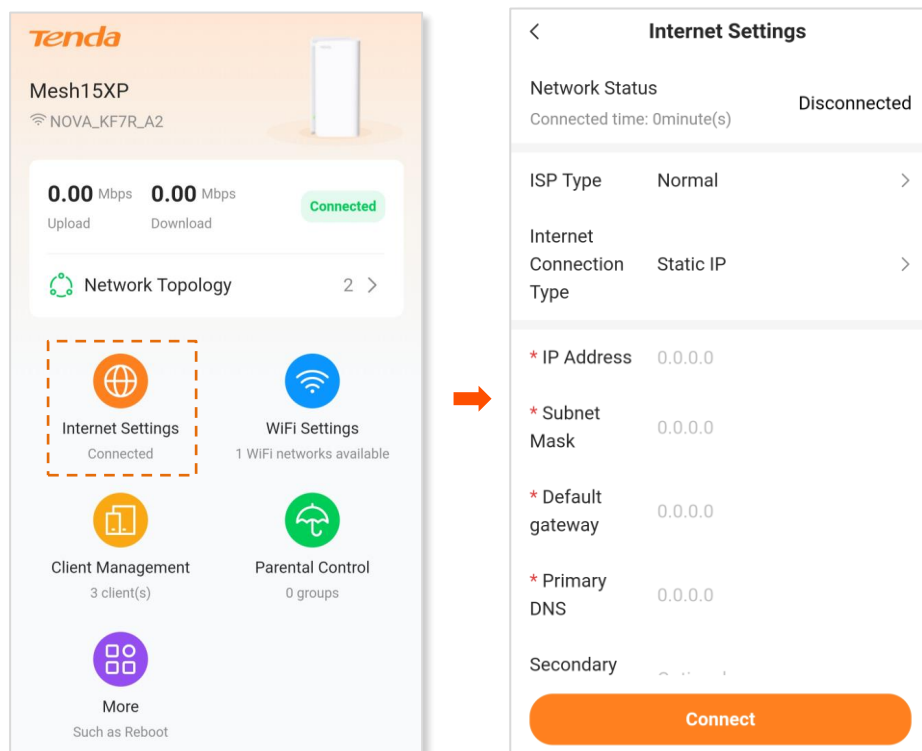 Tenda
Mesh15XP
NOVA_KF7R_A2
0.00 Mbps 0.00 Mbps
Upload Download
Connected
Network Topology 2
Internet Settings WiFi Settings
Connected 1 WiFi networks available
Client Management Parental Control
3 client(s) 0 groups
More
Such as Reboot
Internet Settings
Network Status
Connected time: 0minute(s)
Disconnected
ISP Type Normal
Internet
Connection Static IP
Type
* IP Address 0.0.0.0
* Subnet
Mask
0.0.0.0
* Default
gateway
0.0.0.0
* Primary
DNS
0.0.0.0
Secondary
Connect